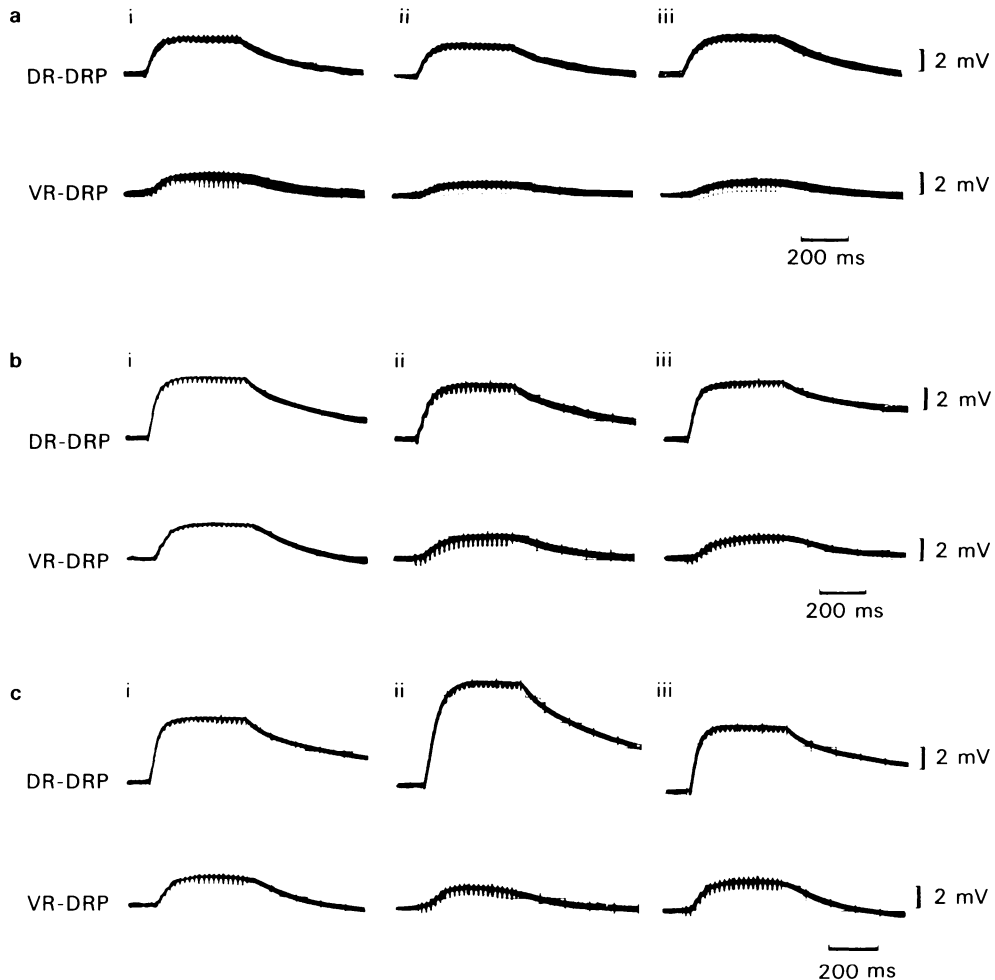 a
i
ii
iii
DR-DRP
2 mV
VR-DRP
2 mV
200 ms
b
i
ii
iii
DR-DRP
2 mV
VR-DRP
2 mV
200 ms
c
i
ii
iii
DR-DRP
2 mV
VR-DRP
2 mV
200 ms